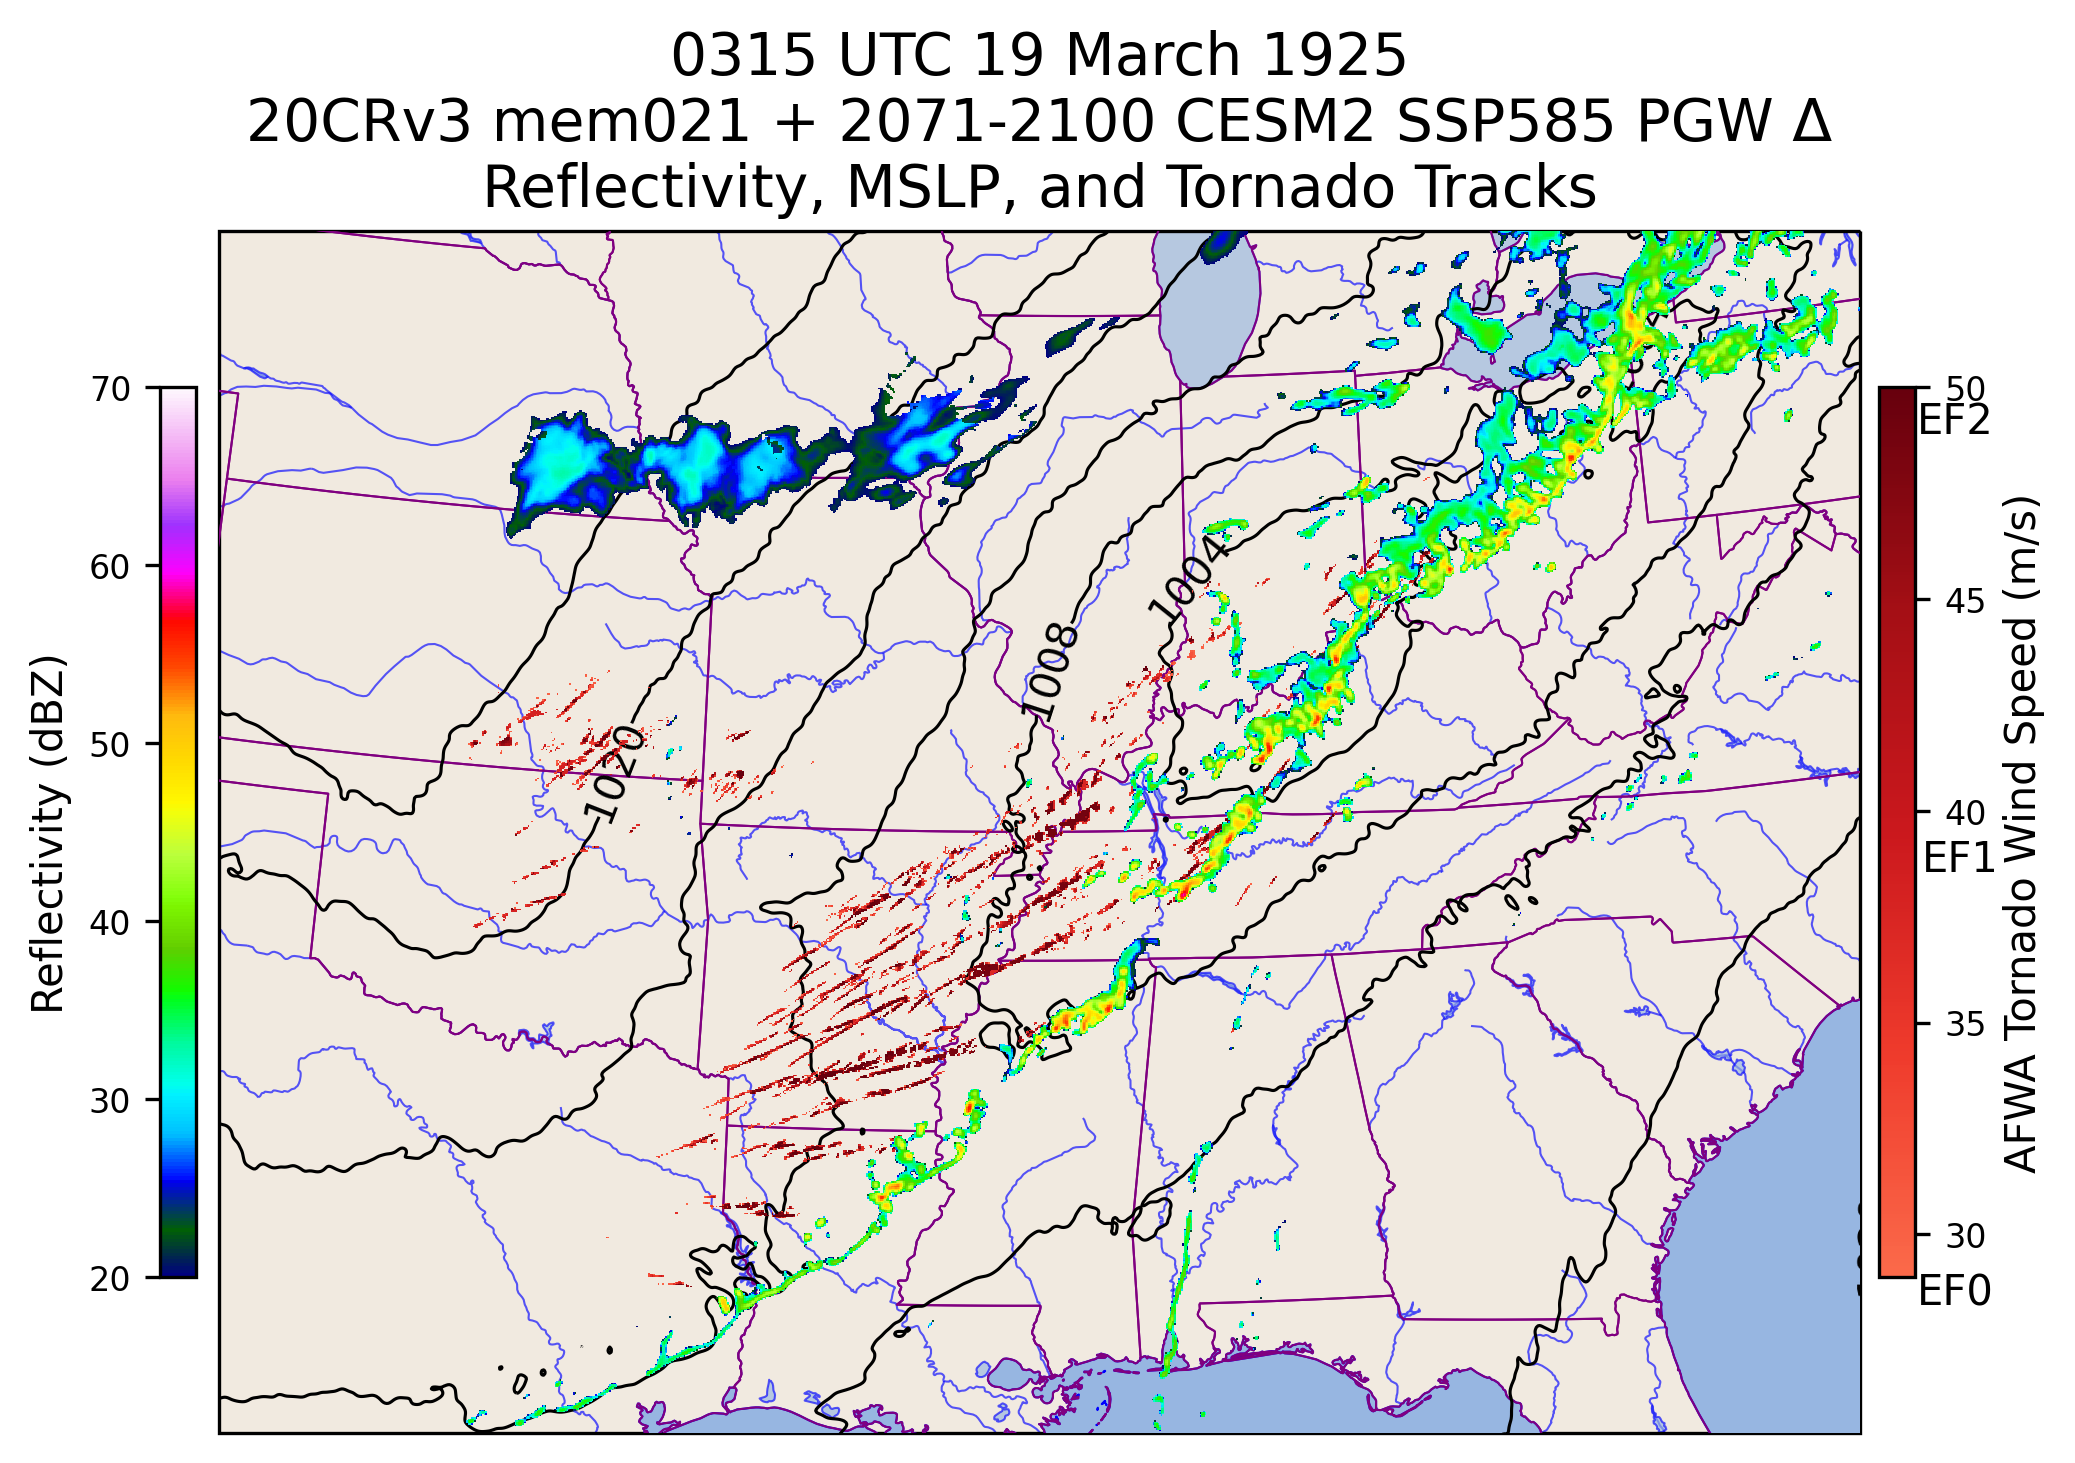 0315 UTC 19 March 1925
20CRv3 mem021 + 2071-2100 CESM2 SSP585 PGW Δ
Reflectivity, MSLP, and Tornado Tracks
Reflectivity (dBZ)
70
60
50
40
30
20
1004
1008
1020
50
EF2
45
40
EF1
35
30
EF0
AFWA Tornado Wind Speed (m/s)